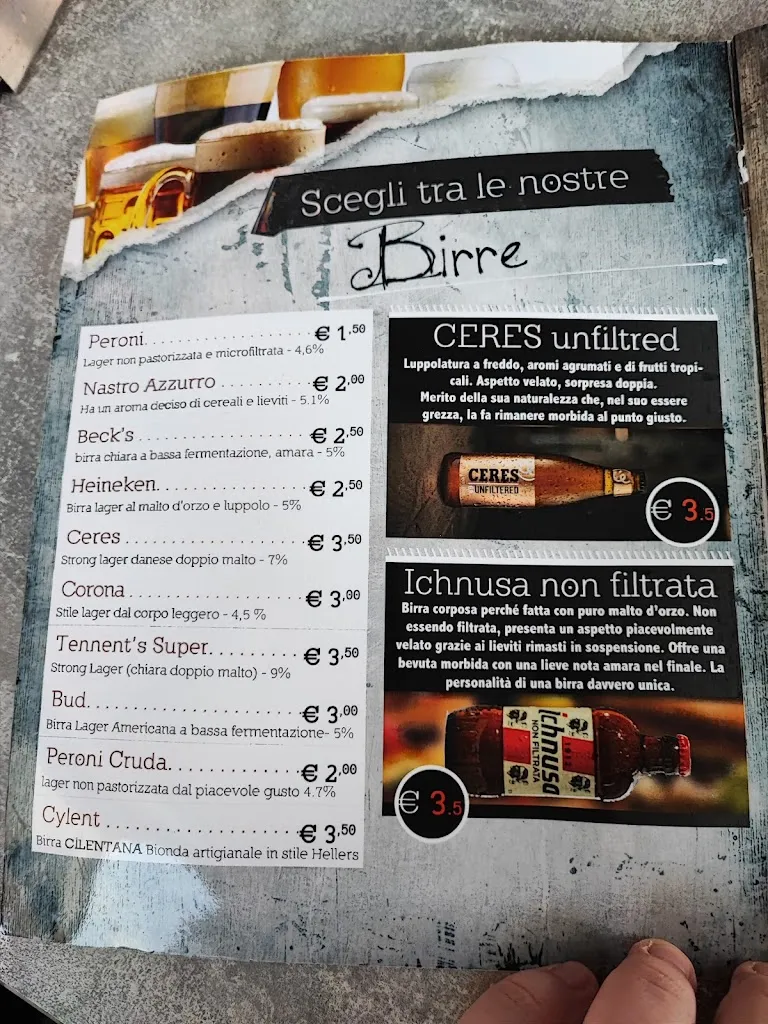 Scegli tra le nostre
Birre
Peroni. . . . . . . . . . . . . . . . . . . € 1,50
Lager non pastorizzata e microfiltrata - 4,6%
Nastro Azzurro . . . . . . . . . . € 2,00
Ha un aroma deciso di cereali e lieviti - 5.1%
Beck's . . . . . . . . . . . . . . . . . . . € 2,50
birra chiara a bassa fermentazione, amara - 5%
Heineken. . . . . . . . . . . . . . . . . € 2,50
Birra lager al malto d'orzo e luppolo - 5%
Ceres . . . . . . . . . . . . . . . . . . . . € 3,50
Strong lager danese doppio malto - 7%
Corona . . . . . . . . . . . . . . . . . . . € 3,00
Stile lager dal corpo leggero - 4,5 %
Tennent's Super. . . . . . . . . . € 3,50
Strong Lager (chiara doppio malto) - 9%
Bud. . . . . . . . . . . . . . . . . . . . . . € 3,00
Birra Lager Americana a bassa fermentazione- 5%
Peroni Cruda. . . . . . . . . . . . . € 2,00
lager non pastorizzata dal piacevole gusto 4.7%
Cylent . . . . . . . . . . . . . . . . . . . . € 3,50
Birra CILENTANA Bionda artigianale in stile Hellers
CERES unfiltred
Luppolatura a freddo, aromi agrumati e di frutti tropi-
cali. Aspetto velato, sorpresa doppia.
Merito della sua naturalezza che, nel suo essere
grezza, la fa rimanere morbida al punto giusto.
CERES
UNFILTERED
€ 3.5
Ichnusa non filtrata
Birra corposa perché fatta con puro malto d'orzo. Non
essendo filtrata, presenta un aspetto piacevolmente
velato grazie ai lieviti rimasti in sospensione. Offre una
bevuta morbida con una lieve nota amara nel finale. La
personalità di una birra davvero unica.
ichnusa
NON FILTRATA
€ 3.5